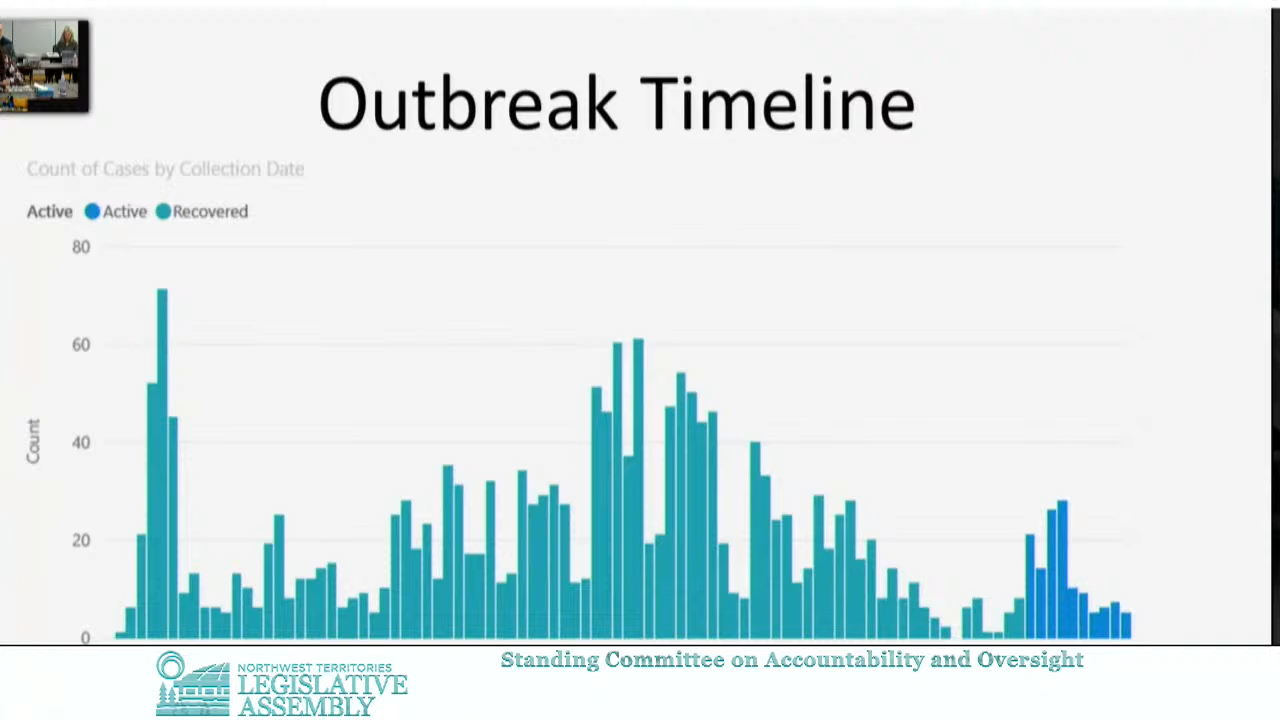 Outbreak Timeline
Count of Cases by Collection Date
Active Active Recovered
80
60
40
20
0
Count
Standing Committee on Accountability and Oversight
NORTHWEST TERRITORIES
LEGISLATIVE
ASSEMBLY